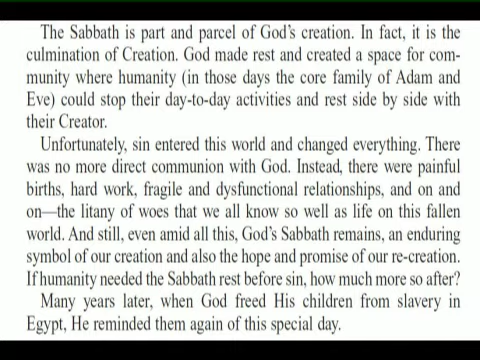 The Sabbath is part and parcel of God’s creation. In fact, it is the
culmination of Creation. God made rest and created a space for com-
munity where humanity (in those days the core family of Adam and
Eve) could stop their day-to-day activities and rest side by side with
their Creator.
Unfortunately, sin entered this world and changed everything. There
was no more direct communion with God. Instead, there were painful
births, hard work, fragile and dysfunctional relationships, and on and
on—the litany of woes that we all know so well as life on this fallen
world. And still, even amid all this, God’s Sabbath remains, an enduring
symbol of our creation and also the hope and promise of our re-creation.
If humanity needed the Sabbath rest before sin, how much more so after?
Many years later, when God freed His children from slavery in
Egypt, He reminded them again of this special day.